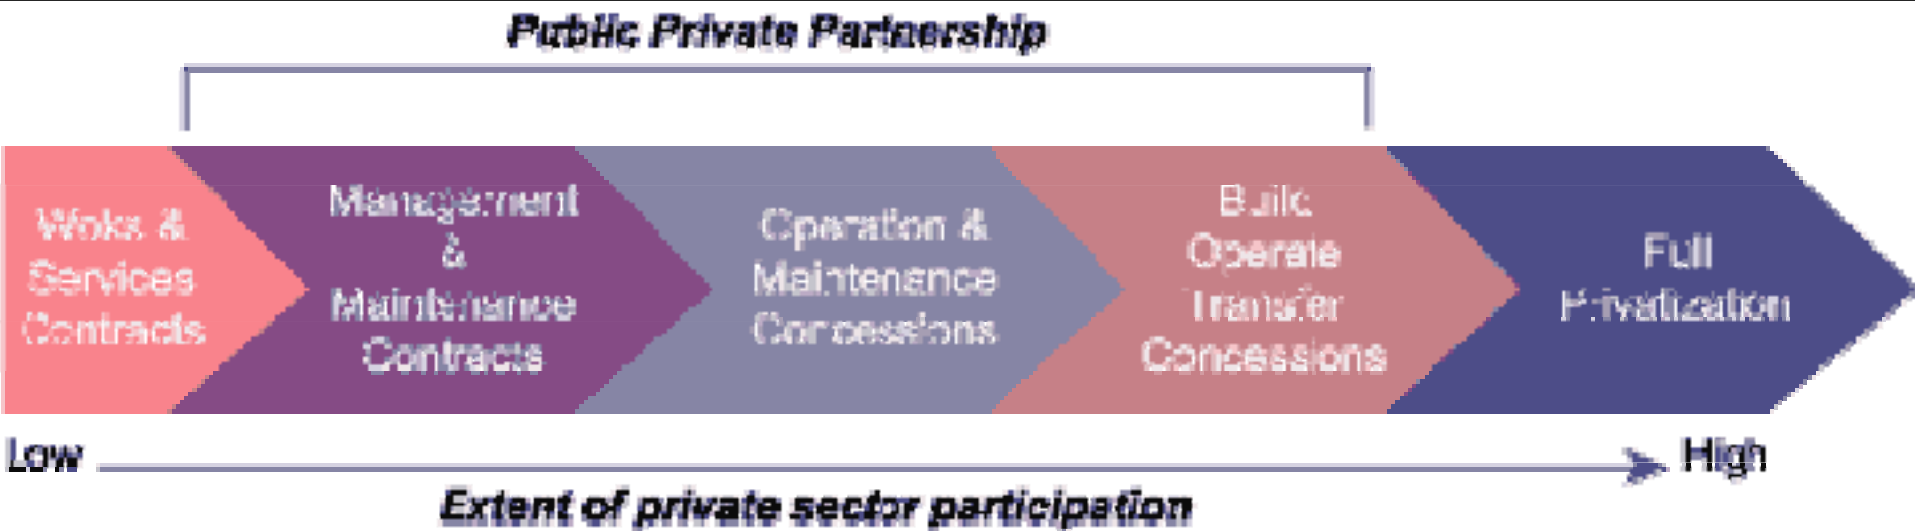 Public Private Partnership
Woks &
Services
Contracts
Management
&
Maintenance
Contracts
Operation &
Maintenance
Concessions
Build
Operate
Transfer
Concessions
Full
Privatization
Low
High
Extent of private sector participation